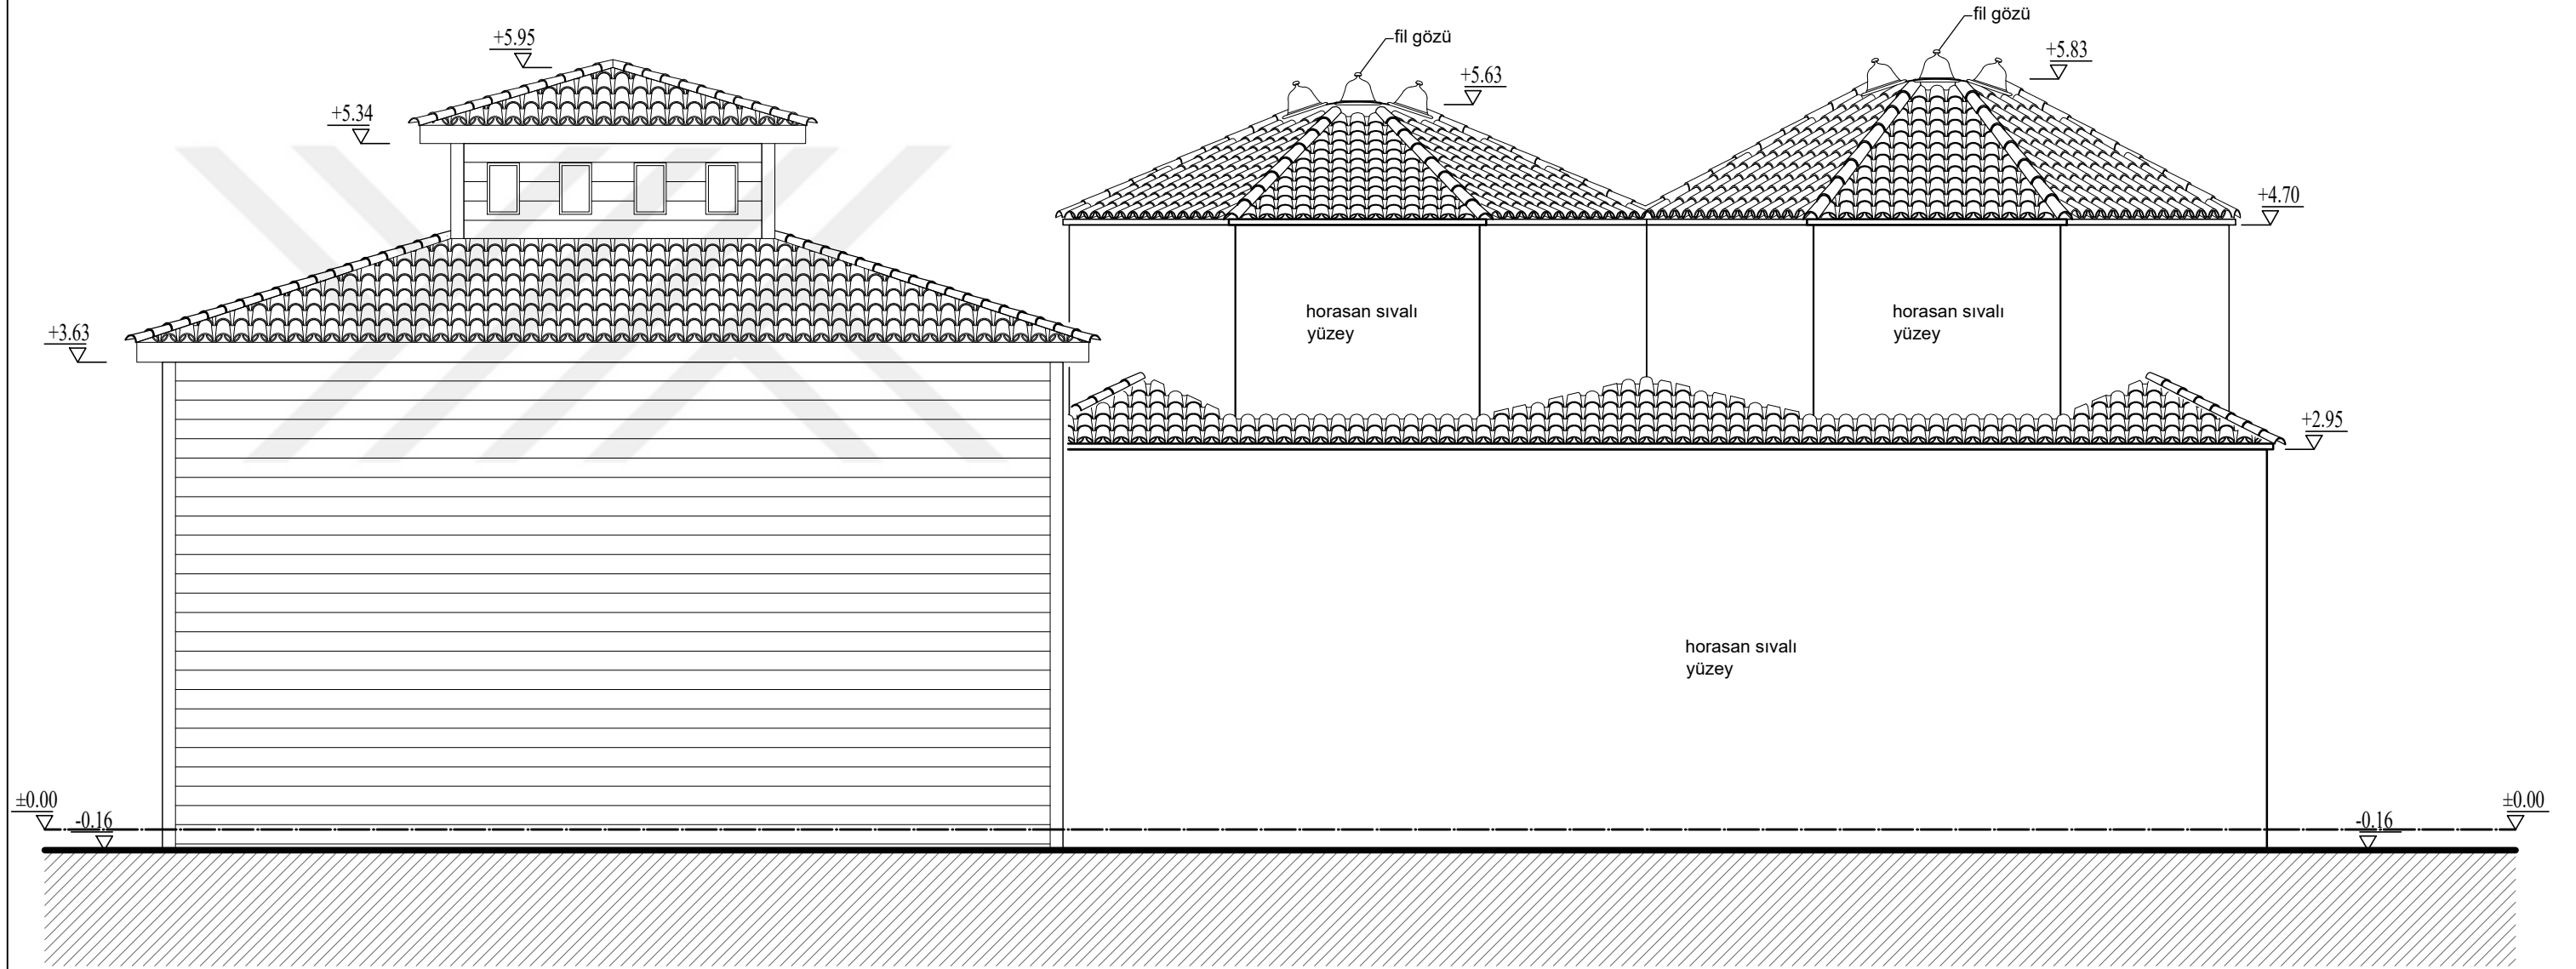 fil gözü
+5.95
fil gözü
+5.83
+5.63
+5.34
+4.70
horasan sıvalı
yüzey
horasan sıvalı
yüzey
+3.63
+2.95
horasan sıvalı
yüzey
±0.00
±0.00
-0.16
-0.16